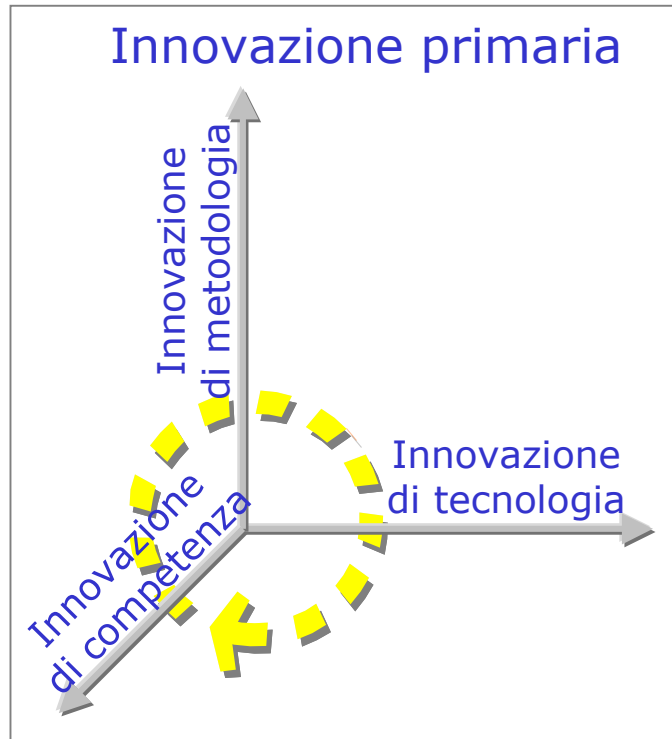 Innovazione primaria
Innovazione
di metodologia
Innovazione
di tecnologia
Innovazione
di competenza